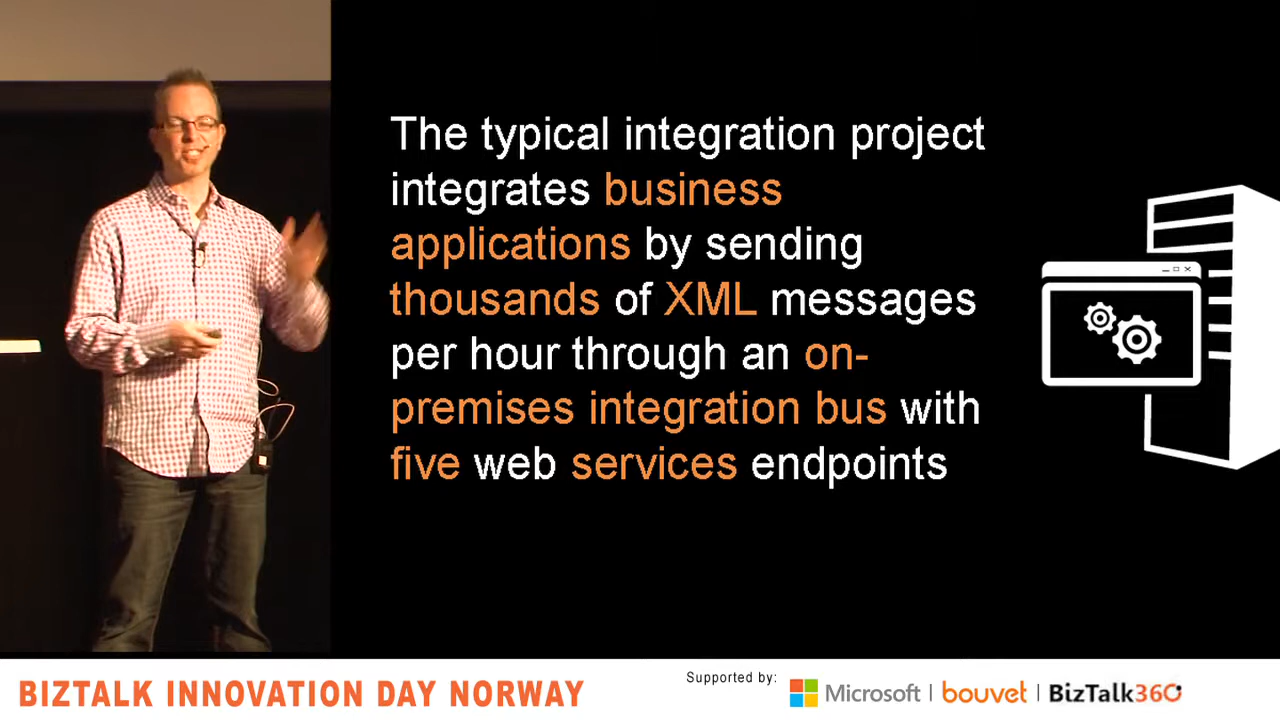 The typical integration project
integrates business
applications by sending
thousands of XML messages
per hour through an on-
premises integration bus with
five web services endpoints
BIZTALK INNOVATION DAY NORWAY
Supported by:
Microsoft | bouvet | BizTalk360